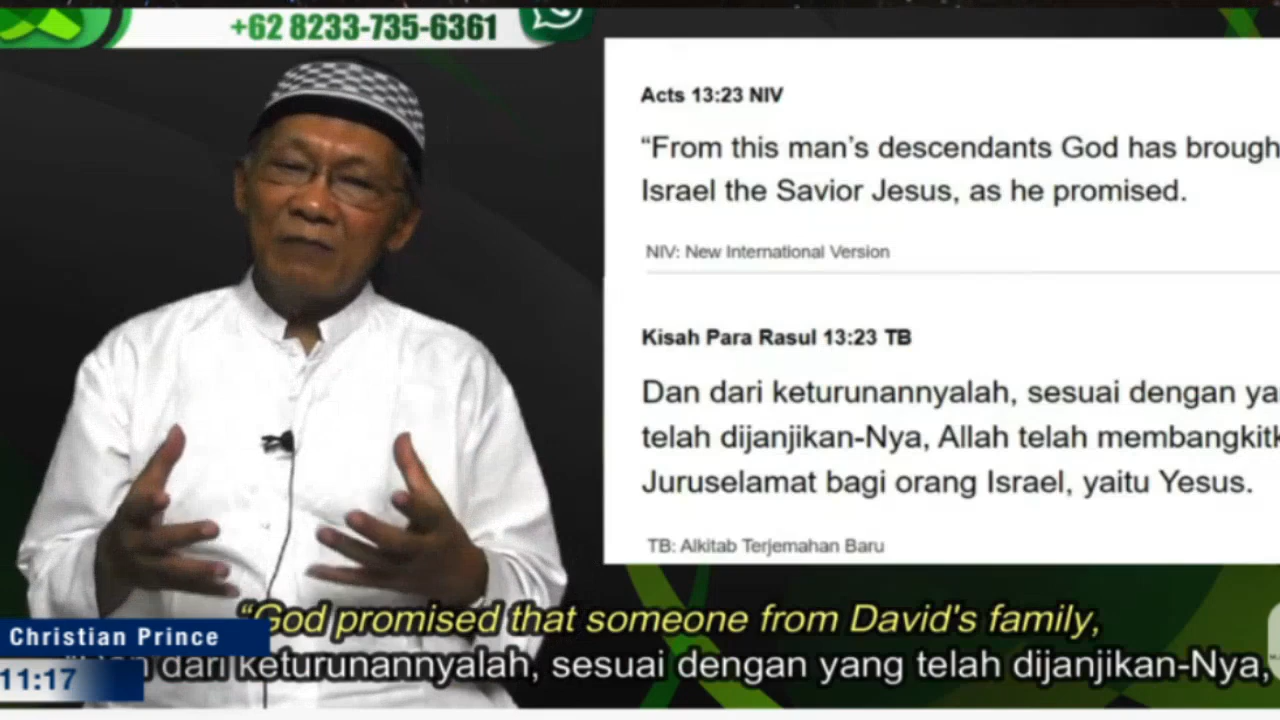 +62 8233-735-6361
Acts 13:23 NIV
“From this man’s descendants God has brough
Israel the Savior Jesus, as he promised.
NIV: New International Version
Kisah Para Rasul 13:23 TB
Dan dari keturunannyalah, sesuai dengan ya
telah dijanjikan-Nya, Allah telah membangkitk
Juruselamat bagi orang Israel, yaitu Yesus.
TB: Alkitab Terjemahan Baru
“God promised that someone from David's family,
dari keturunannyalah, sesuai dengan yang telah dijanjikan-Nya,
Christian Prince
11:17